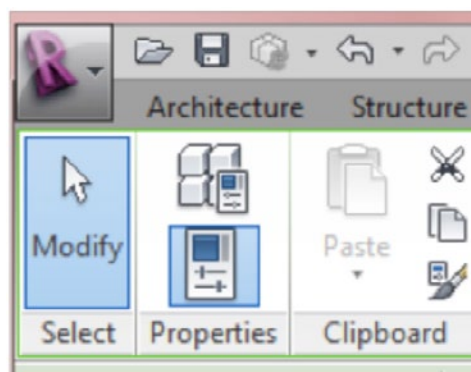 R
Architecture Structure
Modify
Paste
Select Properties Clipboard